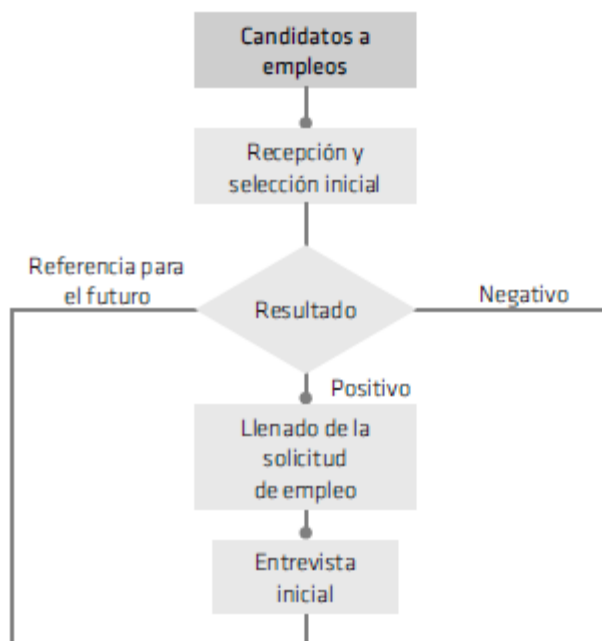 Candidatos a
empleos
Recepción y
selección inicial
Referencia para
el futuro
Resultado
Negativo
Positivo
Llenado de la
solicitud
de empleo
Entrevista
inicial